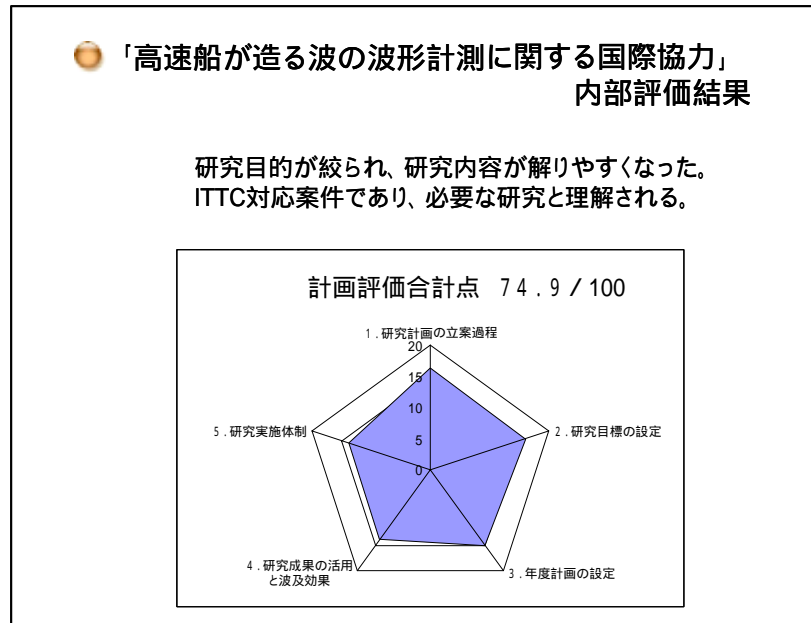 「高速船が造る波の波形計測に関する国際協力」
内部評価結果
研究目的が絞られ、研究内容が解りやすくなった。
ITTC対応案件であり、必要な研究と理解される。
計画評価合計点 74.9 / 100
1.研究計画の立案過程
20
15
10
5
0
5.研究実施体制
2.研究目標の設定
4.研究成果の活用
と波及効果
3.年度計画の設定